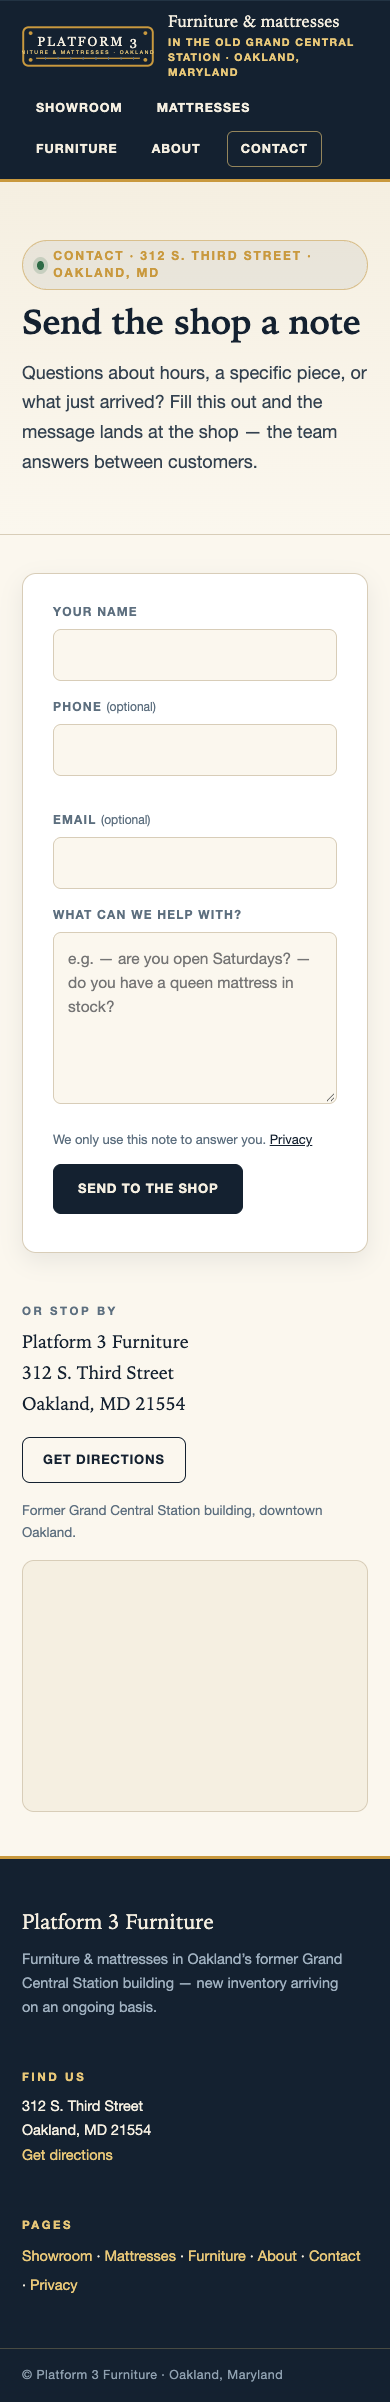 PLATFORM 3
Furniture & mattresses
IN THE OLD GRAND CENTRAL
STATION · OAKLAND,
MARYLAND
SHOWROOM
MATTRESSES
FURNITURE
ABOUT
CONTACT
CONTACT · 312 S. THIRD STREET ·
OAKLAND, MD
Send the shop a note
Questions about hours, a specific piece, or
what just arrived? Fill this out and the
message lands at the shop — the team
answers between customers.
YOUR NAME
PHONE (optional)
EMAIL (optional)
WHAT CAN WE HELP WITH?
e.g. — are you open Saturdays? —
do you have a queen mattress in
stock?
We only use this note to answer you. Privacy
SEND TO THE SHOP
OR STOP BY
Platform 3 Furniture
312 S. Third Street
Oakland, MD 21554
GET DIRECTIONS
Former Grand Central Station building, downtown
Oakland.
Platform 3 Furniture
Furniture & mattresses in Oakland’s former Grand
Central Station building — new inventory arriving
on an ongoing basis.
FIND US
312 S. Third Street
Oakland, MD 21554
Get directions
PAGES
Showroom · Mattresses · Furniture · About · Contact
· Privacy
© Platform 3 Furniture · Oakland, Maryland